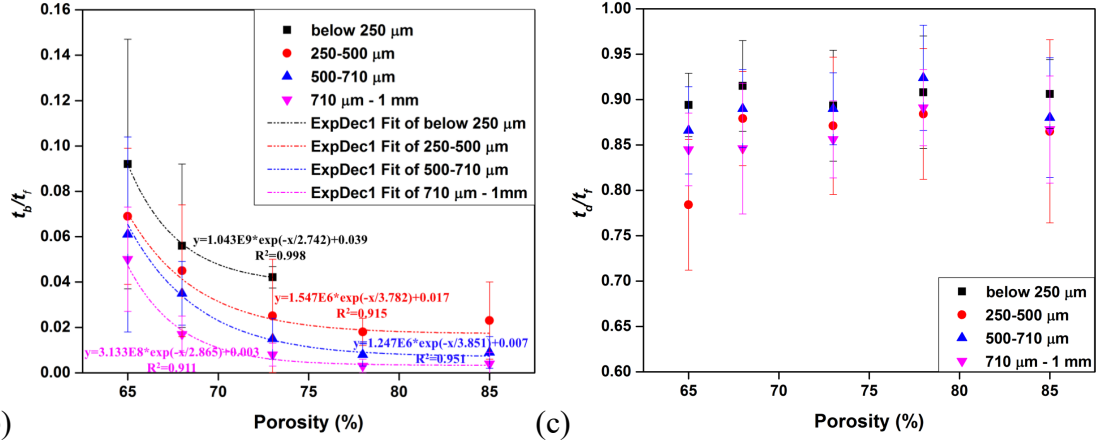 0.16
0.14
0.12
0.10
0.08
0.06
0.04
0.02
0.00
t_b/t_f
below 250 μm
250-500 μm
500-710 μm
710 μm - 1 mm
ExpDec1 Fit of below 250 μm
ExpDec1 Fit of 250-500 μm
ExpDec1 Fit of 500-710 μm
ExpDec1 Fit of 710 μm - 1mm
y=1.043E9*exp(-x/2.742)+0.039
R²=0.998
y=1.547E6*exp(-x/3.782)+0.017
R²=0.915
y=1.247E6*exp(-x/3.851)+0.007
R²=0.951
y=3.133E8*exp(-x/2.865)+0.003
R²=0.911
65 70 75 80 85
Porosity (%)
)
(c)
1.00
0.95
0.90
0.85
0.80
0.75
0.70
0.65
0.60
t_d/t_f
below 250 μm
250-500 μm
500-710 μm
710 μm - 1 mm
65 70 75 80 85
Porosity (%)